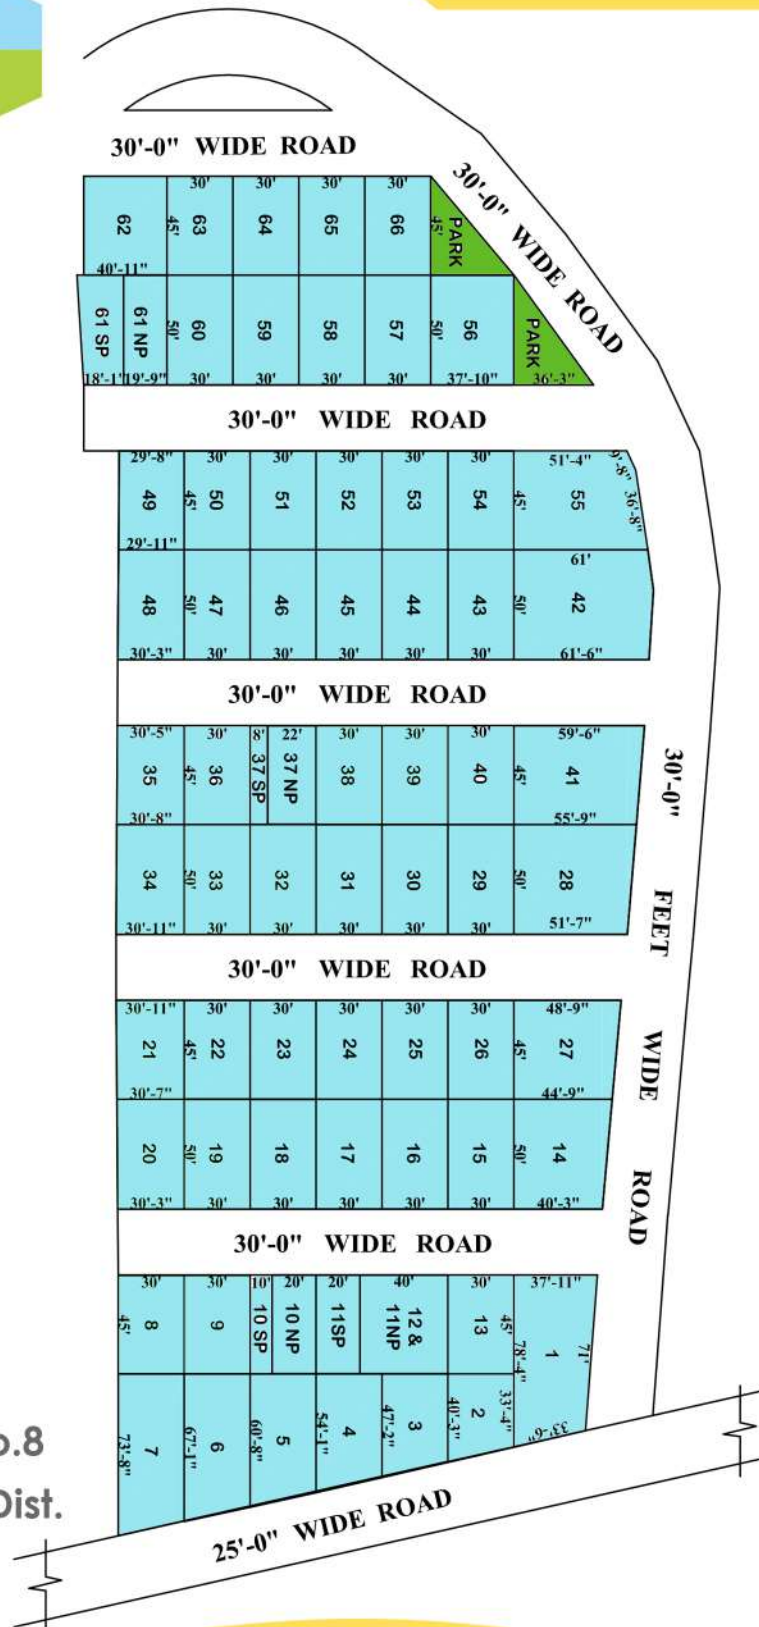 30'-0" WIDE ROAD
30'-0" WIDE ROAD
30' 30' 30' 30'
62 45' 63 64 65 66 45' PARK
40'-11"
61 SP 61 NP 50' 60 59 58 57 50' 56 PARK
18'-1" 19'-9" 30' 30' 30' 30' 37'-10" 36'-3"
30'-0" WIDE ROAD
29'-8" 30' 30' 30' 30' 30' 51'-4" 9'-8"
49 45' 50 51 52 53 54 45' 55 36'-8"
29'-11" 61'
48 50' 47 46 45 44 43 50' 42
30'-3" 30' 30' 30' 30' 30' 61'-6"
30'-0" WIDE ROAD
30'-5" 30' 8' 22' 30' 30' 30' 59'-6"
35 45' 36 37 SP 37 NP 38 39 40 45' 41
30'-8" 55'-9"
34 50' 33 32 31 30 29 50' 28
30'-11" 30' 30' 30' 30' 30' 51'-7"
30'-0" WIDE ROAD
30'-0" FEET WIDE ROAD
30'-11" 30' 30' 30' 30' 30' 48'-9"
21 45' 22 23 24 25 26 45' 27
30'-7" 44'-9"
20 50' 19 18 17 16 15 50' 14
30'-3" 30' 30' 30' 30' 30' 40'-3"
30'-0" WIDE ROAD
30' 30' 10' 20' 20' 40' 30' 37'-11"
45' 8 9 10 SP 10 NP 11SP 12 & 11NP 13 45' 78'-4" 1 71'
73'-8" 7 67'-1" 6 60'-8" 5 54'-1" 4 47'-2" 3 40'-3" 2 33'-4" 33'-6"
o.8
Dist.
25'-0" WIDE ROAD